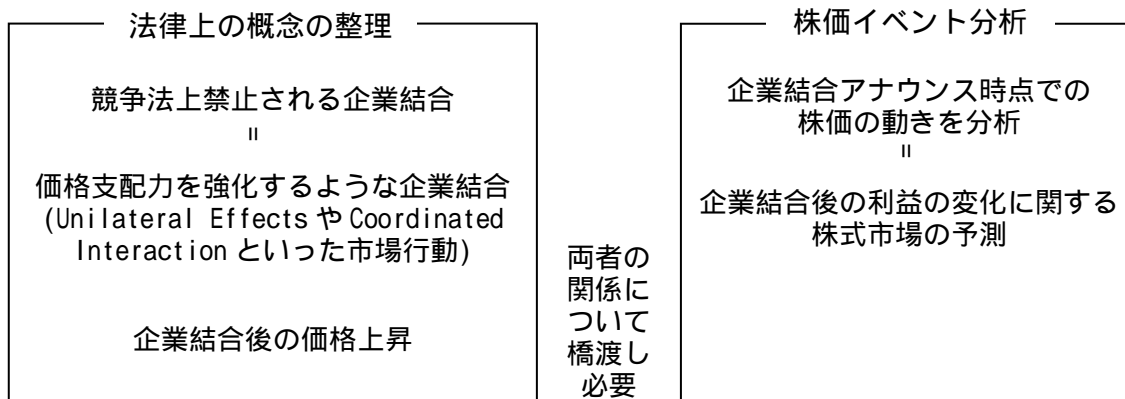 法律上の概念の整理
競争法上禁止される企業結合
=
価格支配力を強化するような企業結合
(Unilateral Effects や Coordinated
Interaction といった市場行動)
企業結合後の価格上昇
両者の
関係に
ついて
橋渡し
必要
株価イベント分析
企業結合アナウンス時点での
株価の動きを分析
=
企業結合後の利益の変化に関する
株式市場の予測